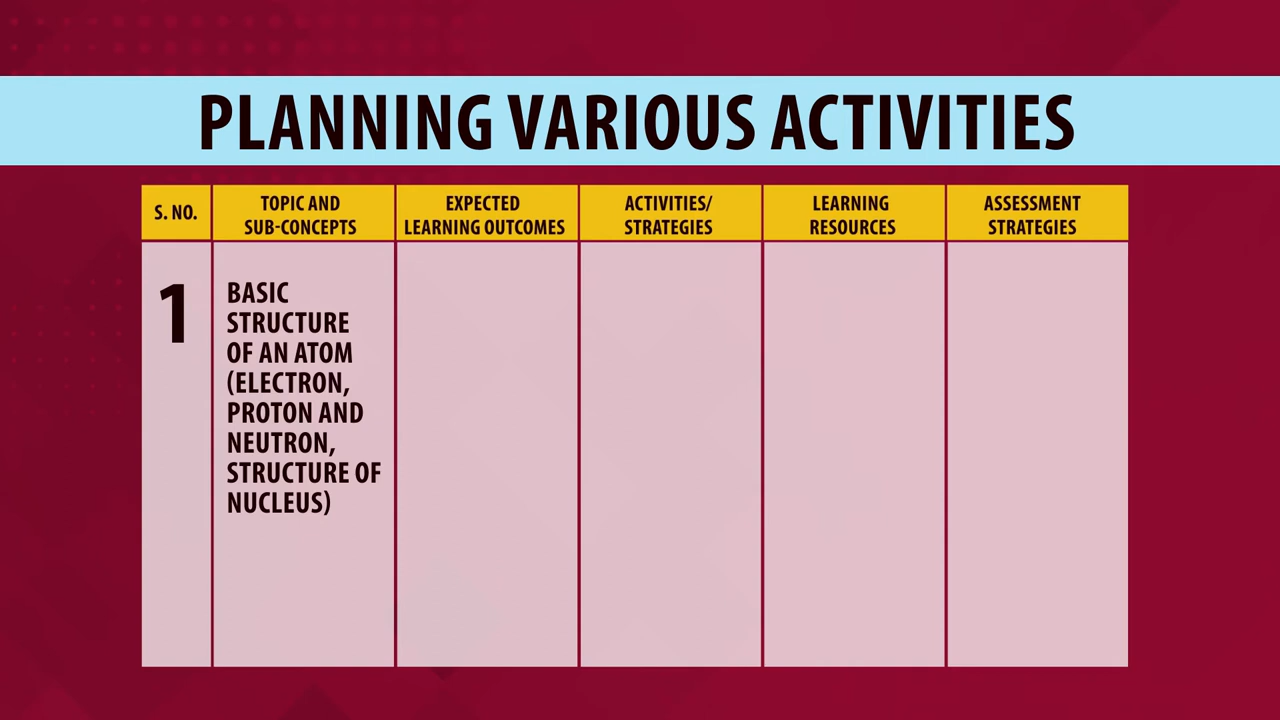 PLANNING VARIOUS ACTIVITIES
S. NO.
TOPIC AND
SUB-CONCEPTS
EXPECTED
LEARNING OUTCOMES
ACTIVITIES/
STRATEGIES
LEARNING
RESOURCES
ASSESSMENT
STRATEGIES
1
BASIC
STRUCTURE
OF AN ATOM
(ELECTRON,
PROTON AND
NEUTRON,
STRUCTURE OF
NUCLEUS)